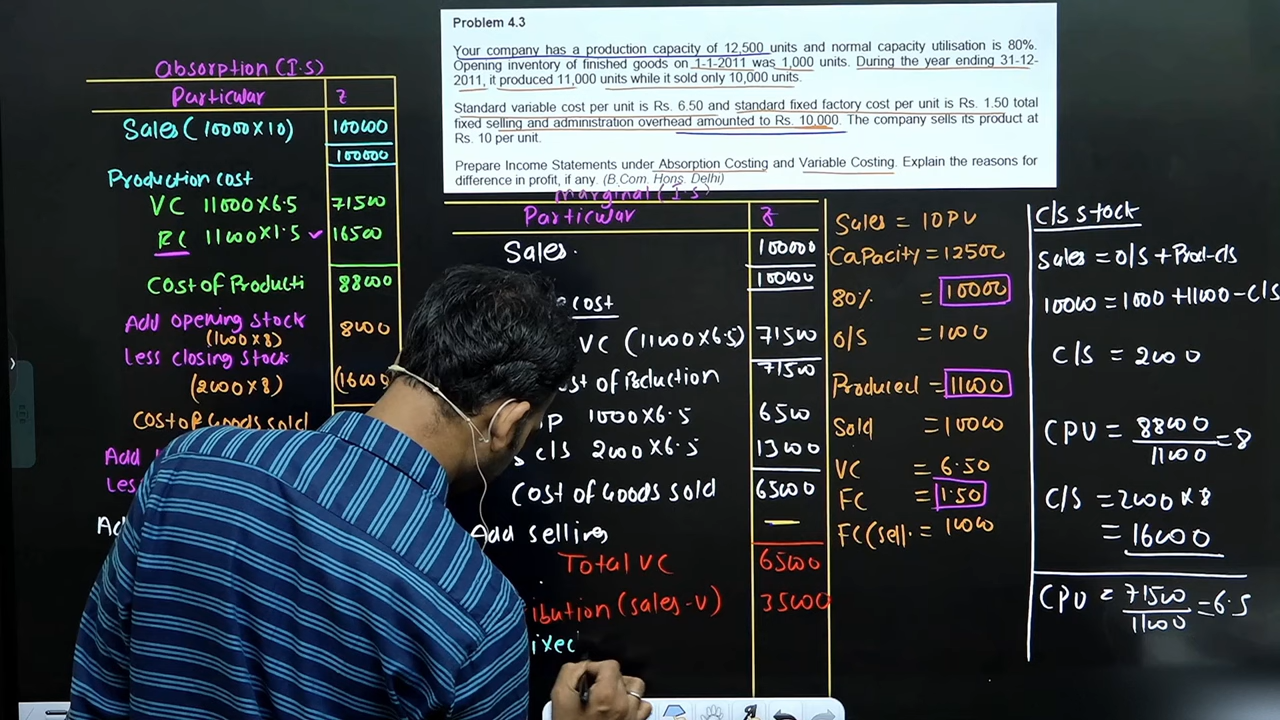 Problem 4.3
Your company has a production capacity of 12,500 units and normal capacity utilisation is 80%.
Opening inventory of finished goods on 1-1-2011 was 1,000 units. During the year ending 31-12-
2011, it produced 11,000 units while it sold only 10,000 units.
Standard variable cost per unit is Rs. 6.50 and standard fixed factory cost per unit is Rs. 1.50 total
fixed selling and administration overhead amounted to Rs. 10,000. The company sells its product at
Rs. 10 per unit.
Prepare Income Statements under Absorption Costing and Variable Costing. Explain the reasons for
difference in profit, if any. (B.Com. Hons. Delhi)
Absorption (I.S)
Particular ₹
Sales (10000×10) 100000
100000
Production cost
VC 11000×6.5 71500
FC 11000×1.5 ✓ 16500
Cost of Producti 88000
Add opening stock 8000
(1000×8)
Less closing stock
(2000×8) (16000
Cost of Goods sold
Add
Les
Ad
Marginal (I.S)
Particular ₹
Sales. 100000
100000
cost
VC (11000×6.5) 71500
st of Production 71500
P 1000×6.5 6500
C/S 2000×6.5 13000
Cost of Goods sold 65000
Add selling —
Total VC 65000
ibution (sales-V) 35000
ixed
Sales = 10PU
Capacity = 12500
80% = 10000
O/S = 1000
Produced = 11000
Sold = 10000
VC = 6.50
FC = 1.50
FC(sell. = 10000
C/S stock
Sales = O/S + Prod-C/S
10000 = 1000 + 11000 - C/S
C/S = 2000
CPU = 88000/11000 = 8
C/S = 2000×8
= 16000
CPU = 71500/11000 = 6.5